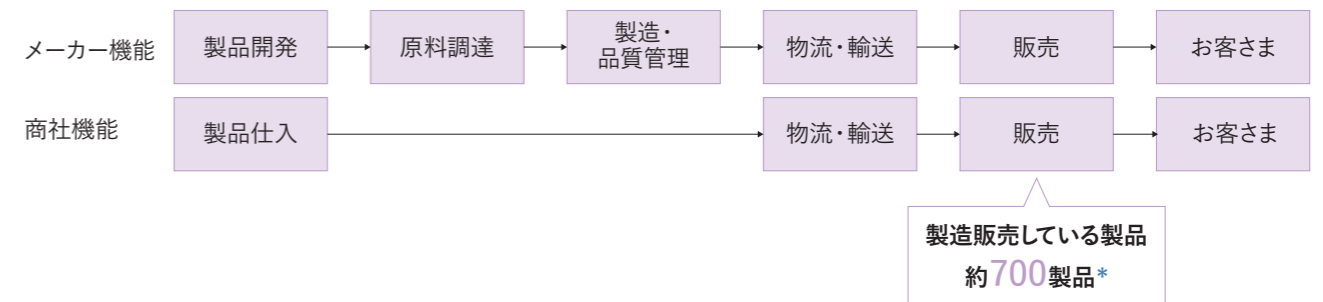 メーカー機能
製品開発
原料調達
製造・
品質管理
物流・輸送
販売
お客さま
商社機能
製品仕入
物流・輸送
販売
お客さま
製造販売している製品
約700製品*